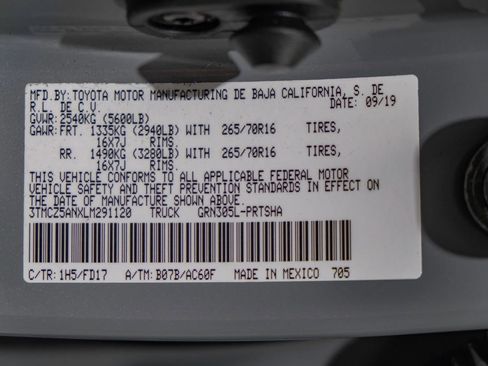 MFD.BY:TOYOTA MOTOR MANUFACTURING DE BAJA CALIFORNIA, S. DE
R.L. DE C.V. DATE: 09/19
GVWR: 2540KG (5600LB)
GAWR:FRT. 1335KG (2940LB) WITH 265/70R16 TIRES,
16X7J RIMS.
RR. 1490KG (3280LB) WITH 265/70R16 TIRES,
16X7J RIMS.
THIS VEHICLE CONFORMS TO ALL APPLICABLE FEDERAL MOTOR
VEHICLE SAFETY AND THEFT PREVENTION STANDARDS IN EFFECT ON
THE DATE OF MANUFACTURE SHOWN ABOVE.
3TMCZ5ANXLM291120 TRUCK GRN305L-PRTSHA
C/TR:1H5/FD17 A/TM:B07B/AC60F MADE IN MEXICO 705